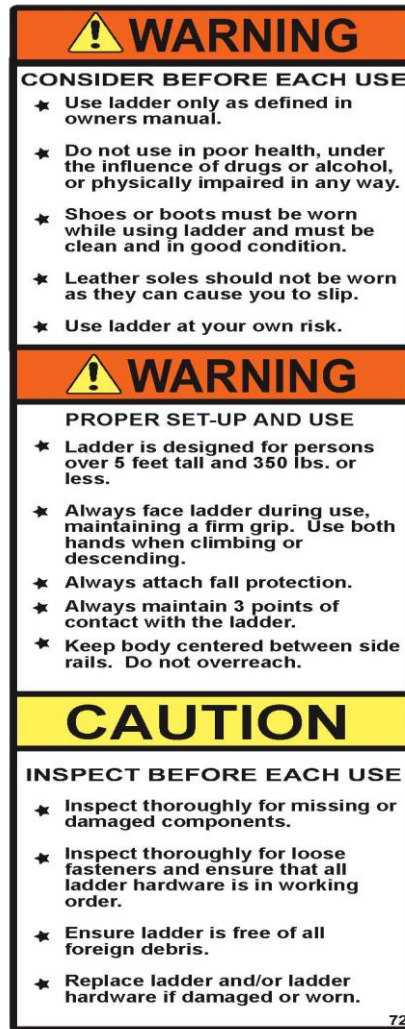 WARNING
CONSIDER BEFORE EACH USE
Use ladder only as defined in
owners manual.
Do not use in poor health, under
the influence of drugs or alcohol,
or physically impaired in any way.
Shoes or boots must be worn
while using ladder and must be
clean and in good condition.
Leather soles should not be worn
as they can cause you to slip.
Use ladder at your own risk.
WARNING
PROPER SET-UP AND USE
Ladder is designed for persons
over 5 feet tall and 350 lbs. or
less.
Always face ladder during use,
maintaining a firm grip. Use both
hands when climbing or
descending.
Always attach fall protection.
Always maintain 3 points of
contact with the ladder.
Keep body centered between side
rails. Do not overreach.
CAUTION
INSPECT BEFORE EACH USE
Inspect thoroughly for missing or
damaged components.
Inspect thoroughly for loose
fasteners and ensure that all
ladder hardware is in working
order.
Ensure ladder is free of all
foreign debris.
Replace ladder and/or ladder
hardware if damaged or worn.
72